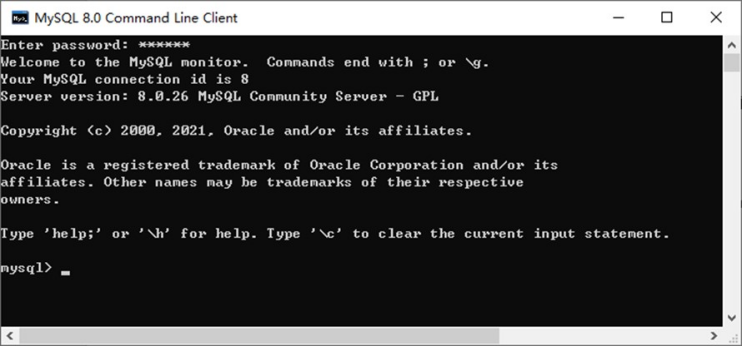 MySQL 8.0 Command Line Client
Enter password: ******
Welcome to the MySQL monitor.  Commands end with ; or \g.
Your MySQL connection id is 8
Server version: 8.0.26 MySQL Community Server - GPL
Copyright (c) 2000, 2021, Oracle and/or its affiliates.
Oracle is a registered trademark of Oracle Corporation and/or its
affiliates. Other names may be trademarks of their respective
owners.
Type 'help;' or '\h' for help. Type '\c' to clear the current input statement.
mysql> _